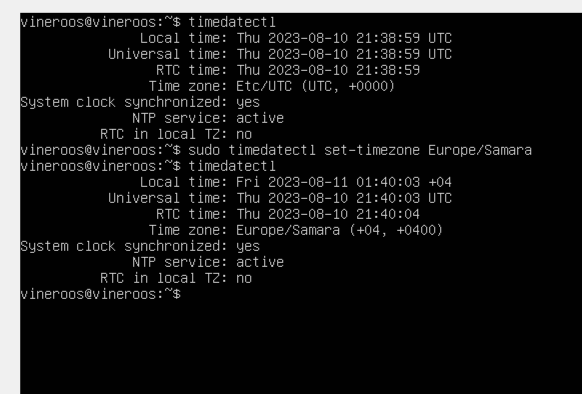 vineroos@vineroos:~$ timedatectl
Local time: Thu 2023-08-10 21:38:59 UTC
Universal time: Thu 2023-08-10 21:38:59 UTC
RTC time: Thu 2023-08-10 21:38:59
Time zone: Etc/UTC (UTC, +0000)
System clock synchronized: yes
NTP service: active
RTC in local TZ: no
vineroos@vineroos:~$ sudo timedatectl set-timezone Europe/Samara
vineroos@vineroos:~$ timedatectl
Local time: Fri 2023-08-11 01:40:03 +04
Universal time: Thu 2023-08-10 21:40:03 UTC
RTC time: Thu 2023-08-10 21:40:04
Time zone: Europe/Samara (+04, +0400)
System clock synchronized: yes
NTP service: active
RTC in local TZ: no
vineroos@vineroos:~$